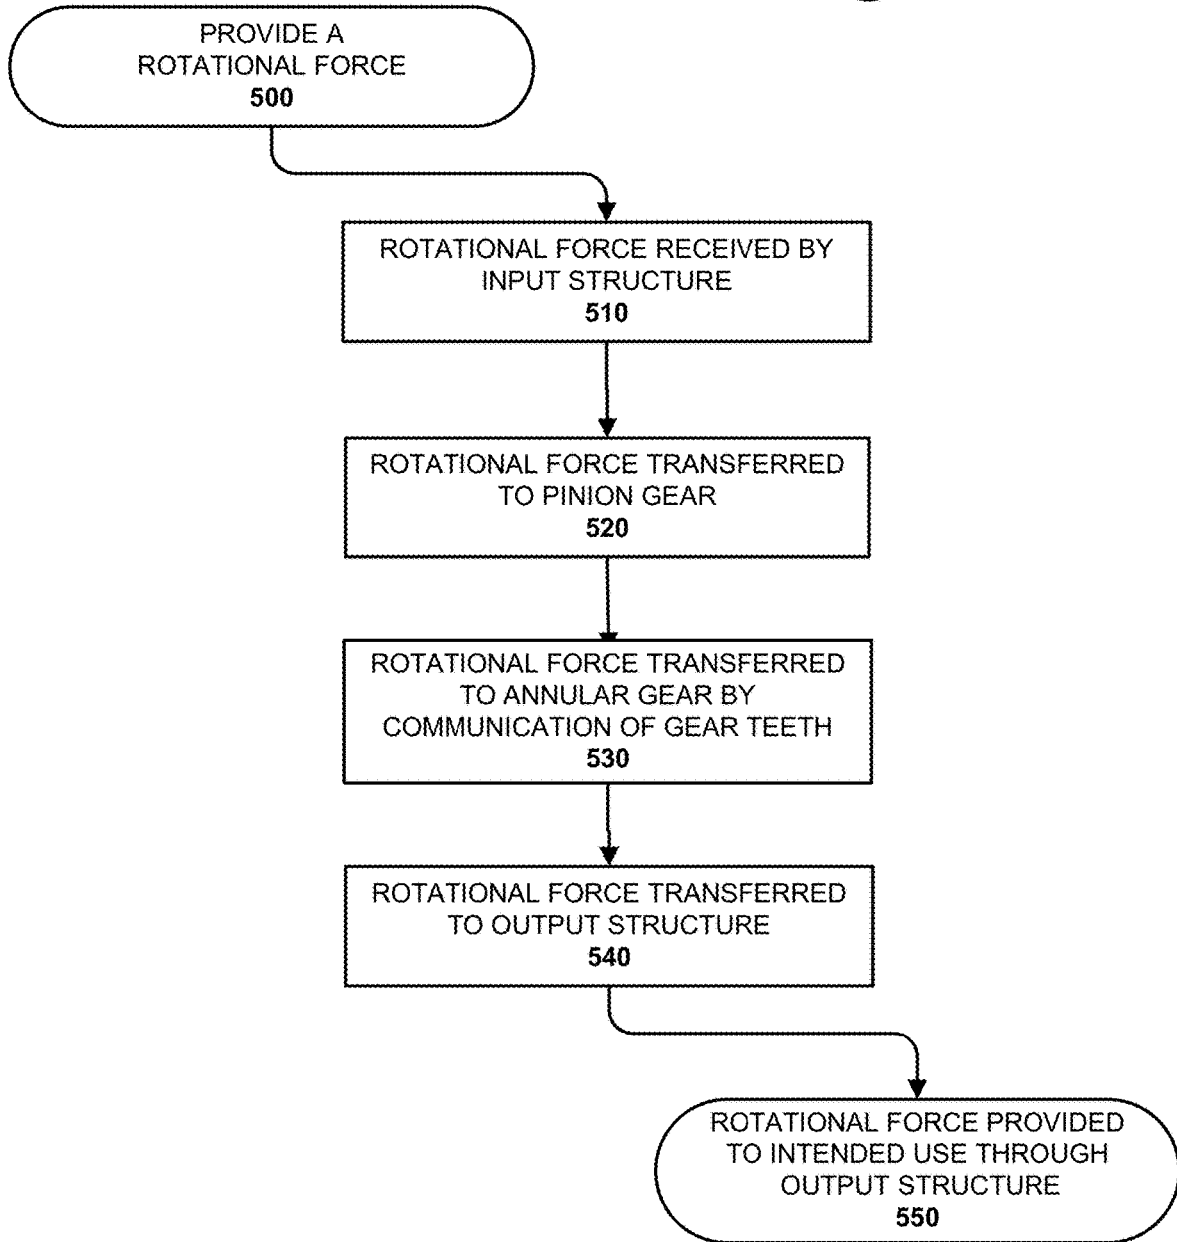 PROVIDE A
ROTATIONAL FORCE
500
ROTATIONAL FORCE RECEIVED BY
INPUT STRUCTURE
510
ROTATIONAL FORCE TRANSFERRED
TO PINION GEAR
520
ROTATIONAL FORCE TRANSFERRED
TO ANNULAR GEAR BY
COMMUNICATION OF GEAR TEETH
530
ROTATIONAL FORCE TRANSFERRED
TO OUTPUT STRUCTURE
540
ROTATIONAL FORCE PROVIDED
TO INTENDED USE THROUGH
OUTPUT STRUCTURE
550